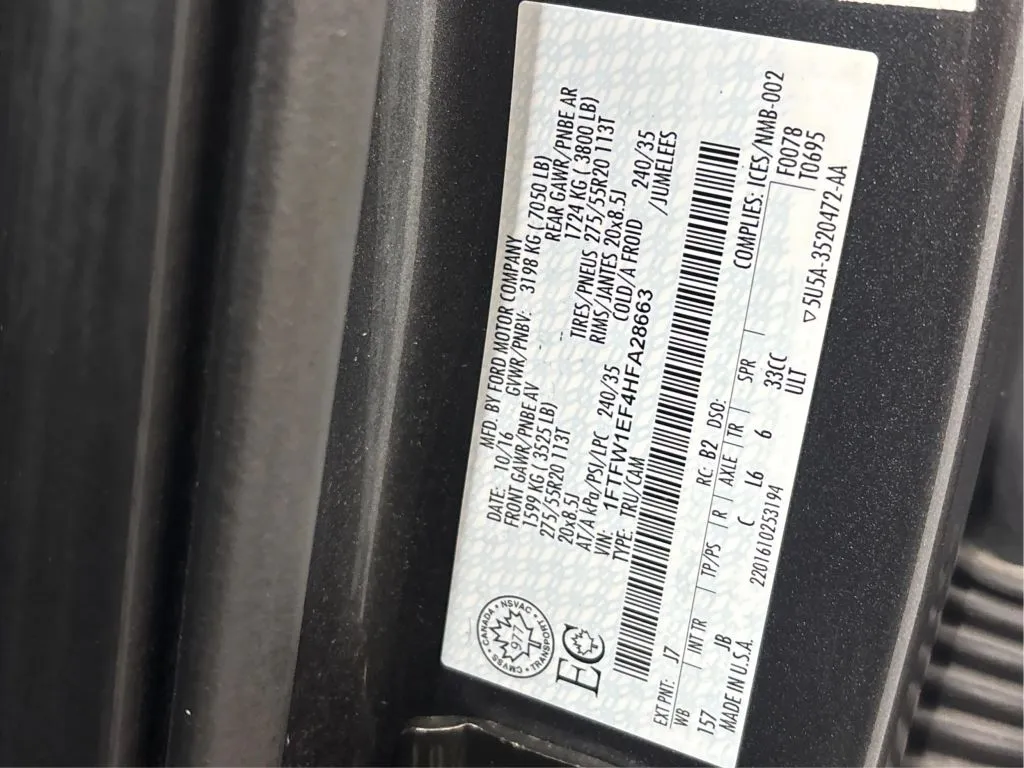 DATE: 10/16 MFD. BY FORD MOTOR COMPANY
FRONT GAWR/PNBE AV GVWR/PNBV: 3198 KG ( 7050 LB)
1599 KG ( 3525 LB) REAR GAWR/PNBE AR
275/55R20 113T 1724 KG ( 3800 LB)
20x8.5J TIRES/PNEUS 275/55R20 113T
RIMS/JANTES 20x8.5J
AT/A kPa/PSI/LPC 240/35 COLD/A FROID 240/35
VIN: 1FTFW1EF4HFA28663 /JUMELEES
TYPE: TRU/CAM
CMVSS • CANADA • NSVAC • TRANSPORT
977
EC
EXT PNT: J7 RC: B2 DSO: COMPLIES: ICES/NMB-002
WB INT TR TP/PS R AXLE TR SPR F0078
157 JB C L6 6 33CC T0695
ULT
MADE IN U.S.A. 220161025319​4 ▽5U5A-3520472-AA